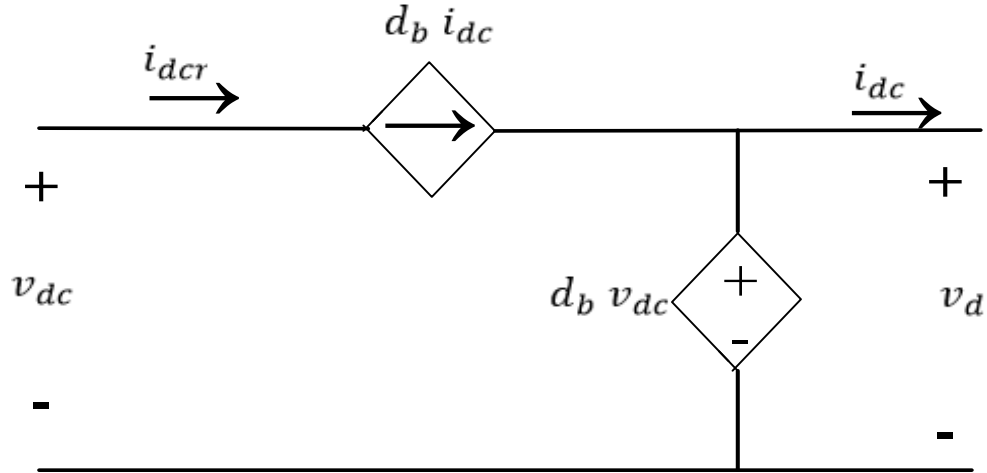 d_b i_dc
i_dcr
i_dc
+
+
v_dc
d_b v_dc
+
-
v_d
-
-